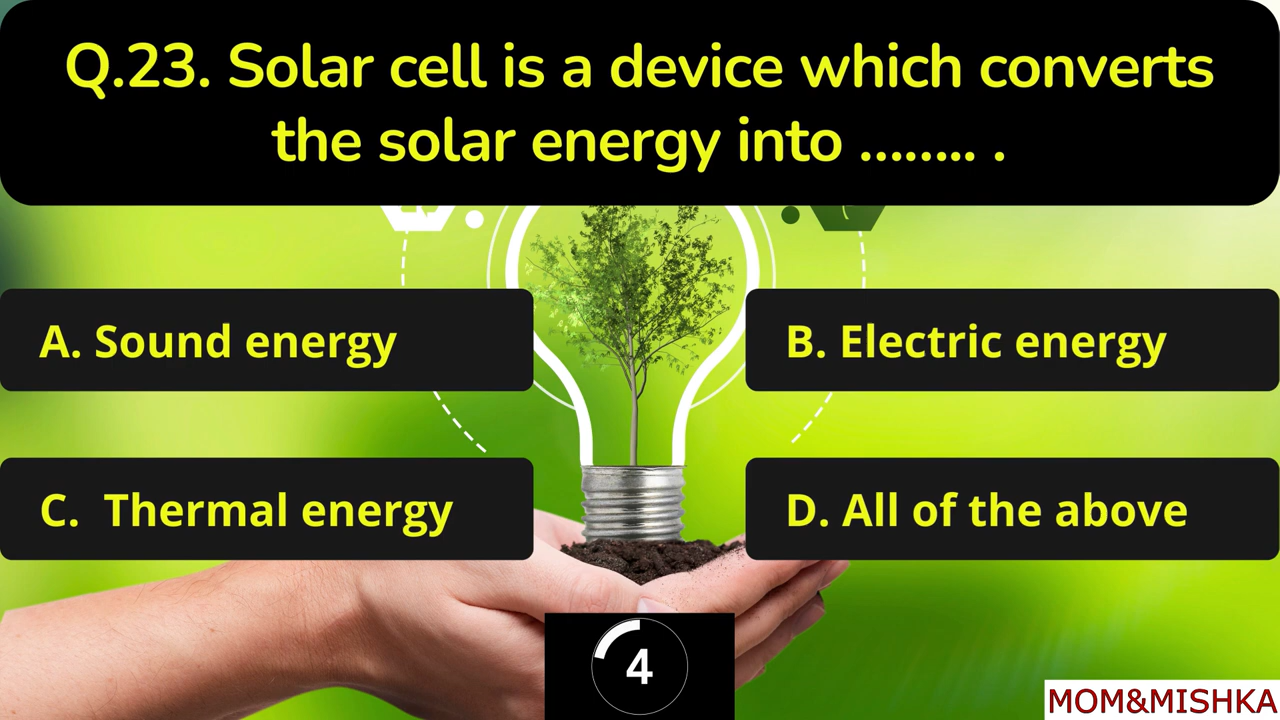 Q.23. Solar cell is a device which converts
the solar energy into ........ .
A. Sound energy
B. Electric energy
C. Thermal energy
D. All of the above
4
MOM&MISHKA